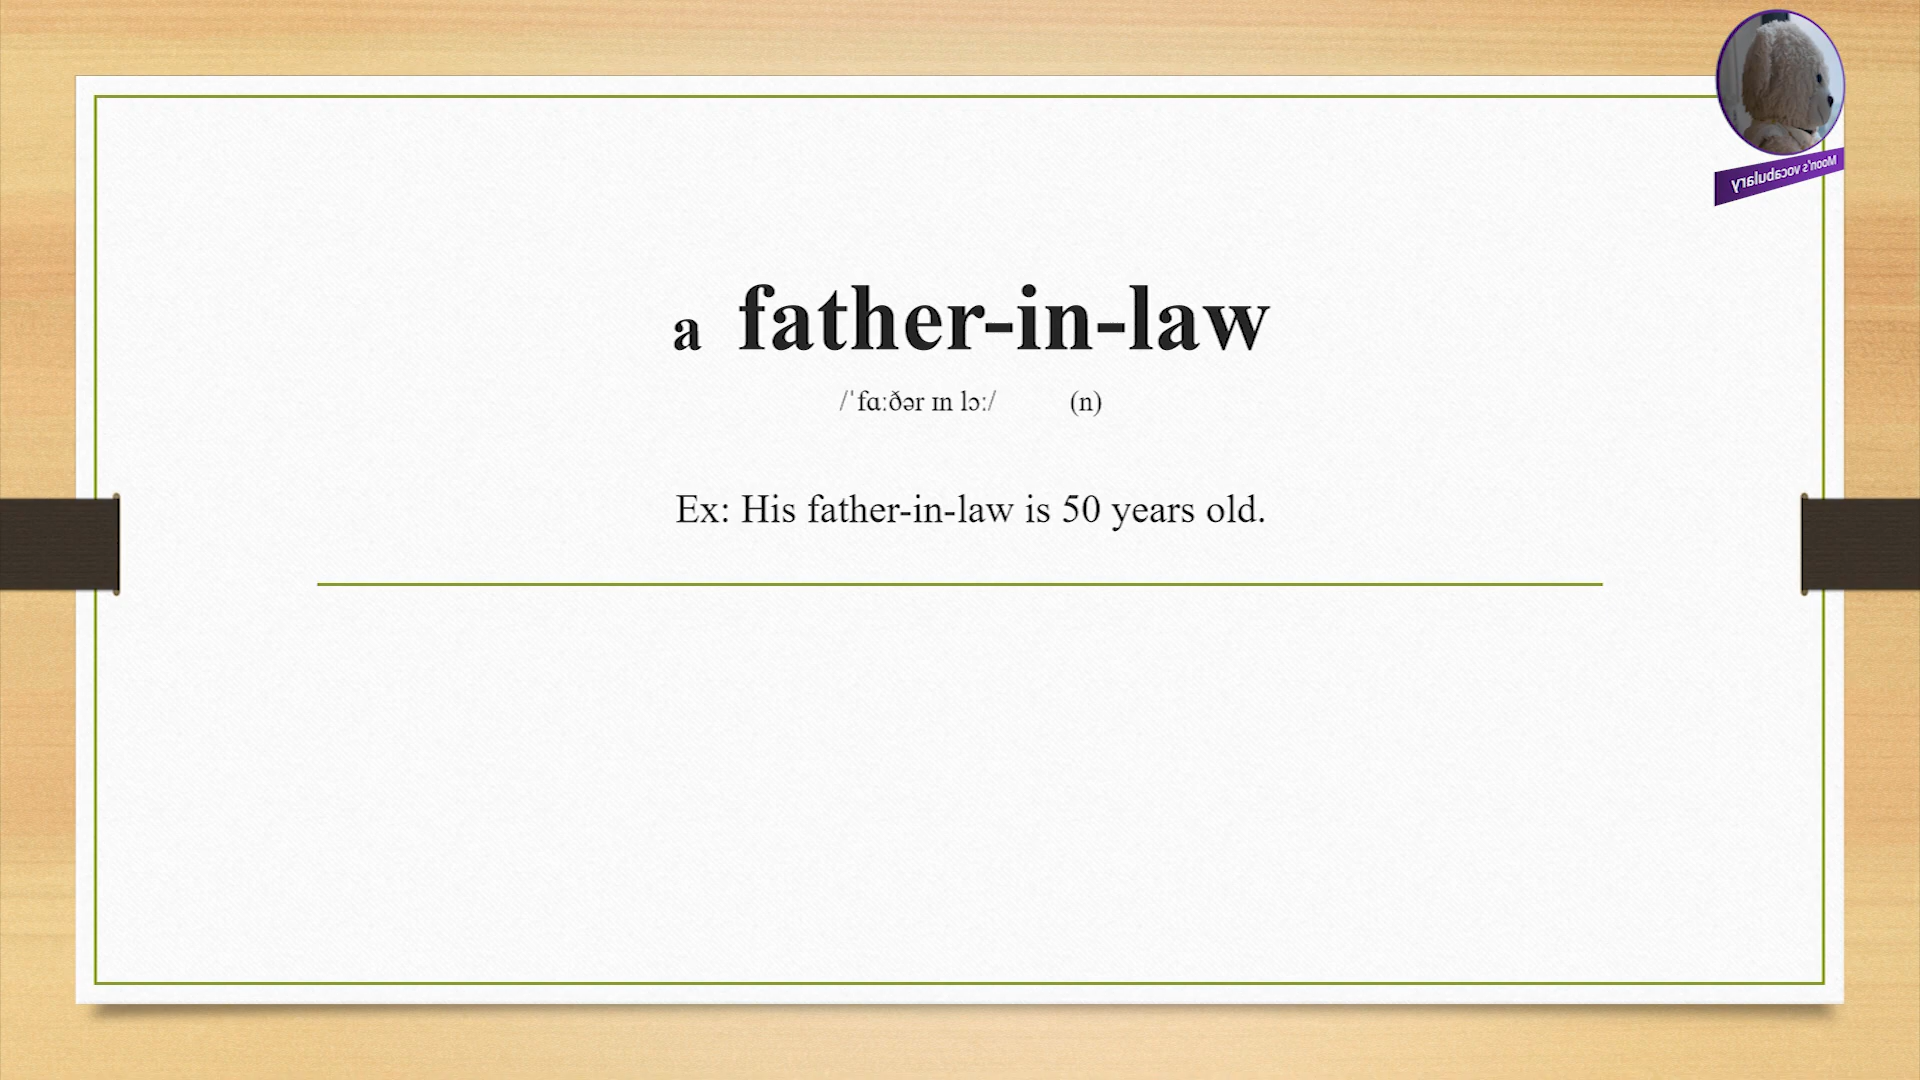 Moon's vocabulary
a father-in-law
/ˈfɑːðər ɪn lɔː/ (n)
Ex: His father-in-law is 50 years old.